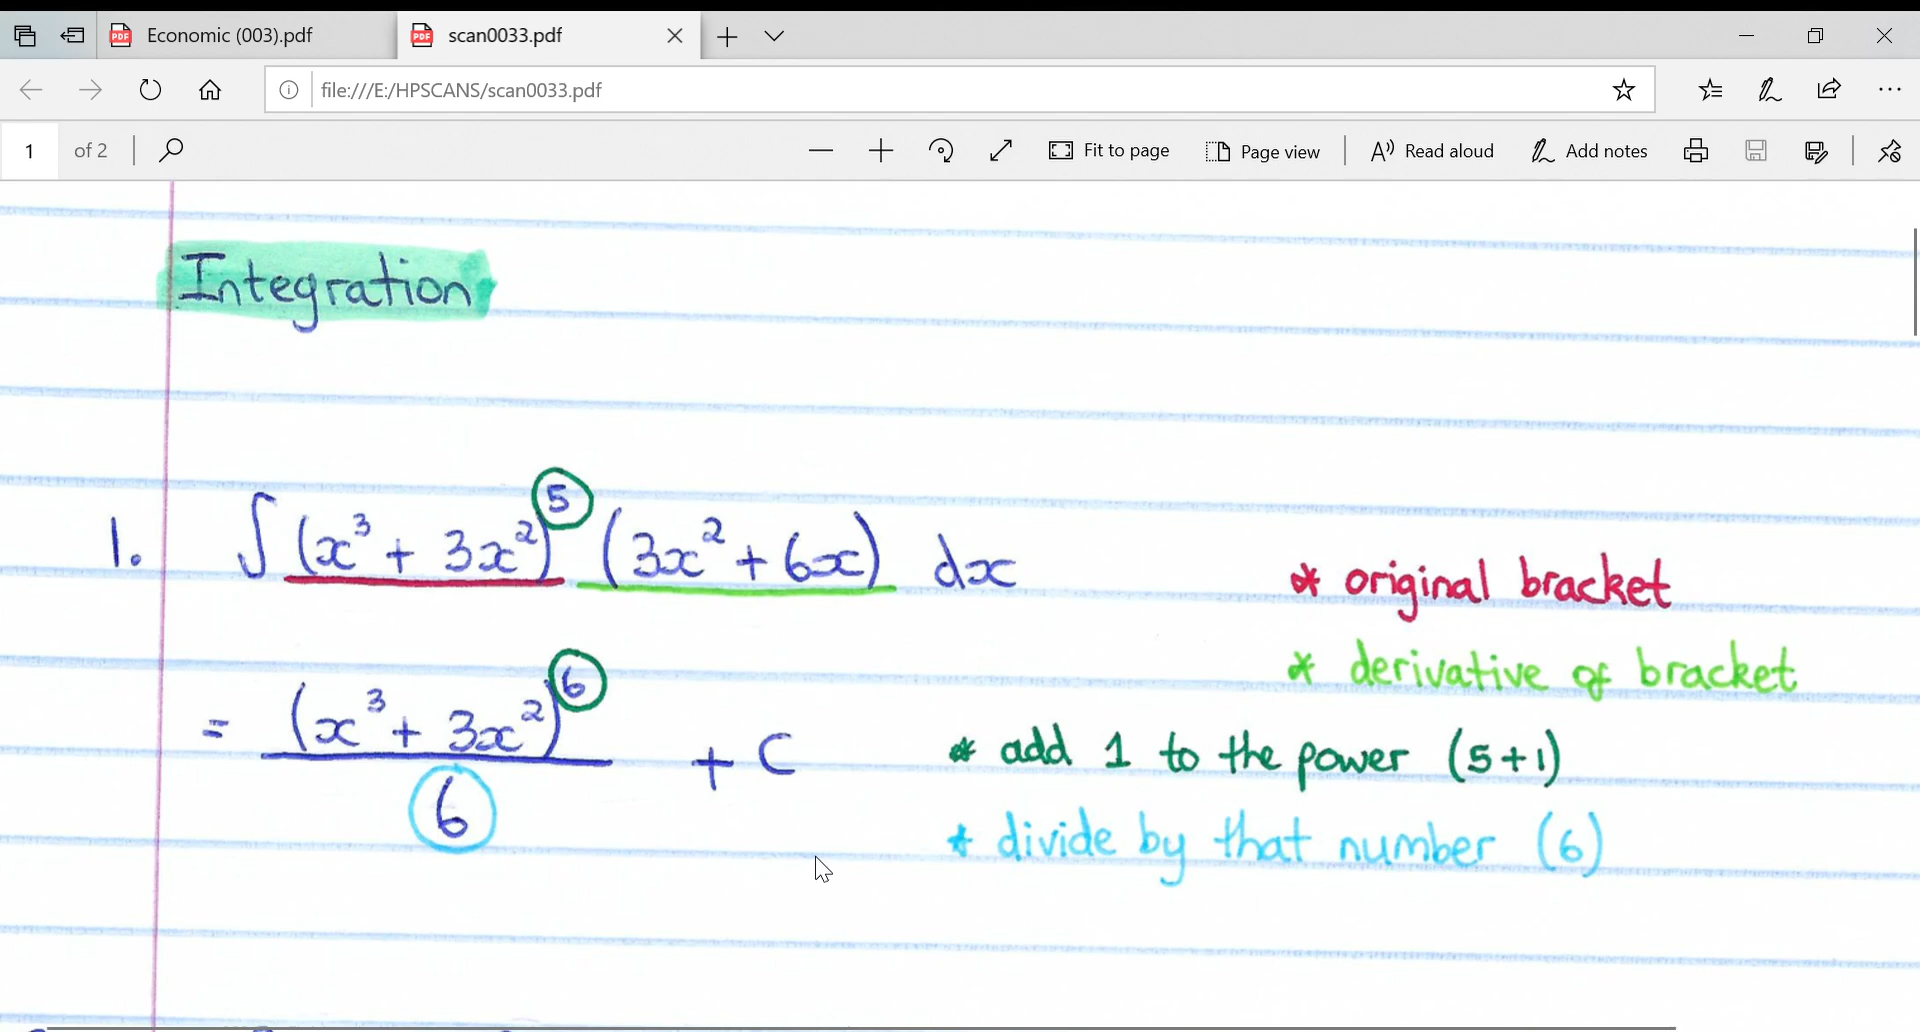 Economic (003).pdf
scan0033.pdf
file:///E:/HPSCANS/scan0033.pdf
1 of 2
Fit to page
Page view
Read aloud
Add notes
Integration
1. ∫ (x³ + 3x²)⁵ (3x² + 6x) dx
* original bracket
* derivative of bracket
= (x³ + 3x²)⁶ / 6 + C
* add 1 to the power (5+1)
* divide by that number (6)